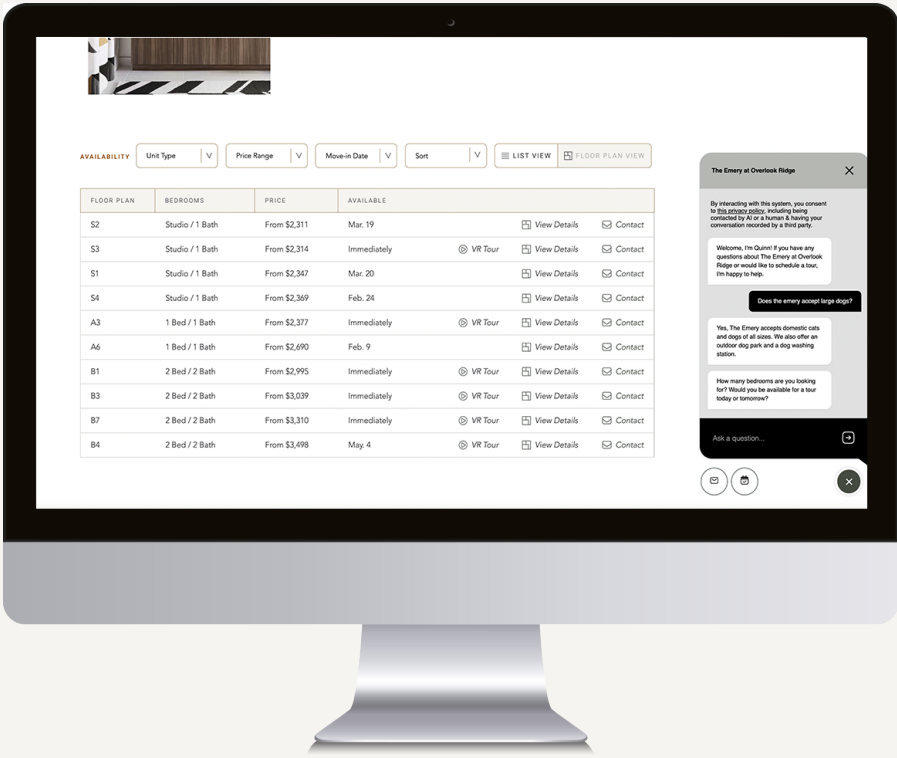 AVAILABILITY Unit Type V Price Range V Move-in Date V Sort V LIST VIEW FLOOR PLAN VIEW
FLOOR PLAN BEDROOMS PRICE AVAILABLE
S2 Studio / 1 Bath From $2,311 Mar. 19 View Details Contact
S3 Studio / 1 Bath From $2,314 Immediately VR Tour View Details Contact
S1 Studio / 1 Bath From $2,347 Mar. 20 View Details Contact
S4 Studio / 1 Bath From $2,369 Feb. 24 View Details Contact
A3 1 Bed / 1 Bath From $2,377 Immediately VR Tour View Details Contact
A6 1 Bed / 1 Bath From $2,690 Feb. 9 View Details Contact
B1 2 Bed / 2 Bath From $2,995 Immediately VR Tour View Details Contact
B3 2 Bed / 2 Bath From $3,039 Immediately VR Tour View Details Contact
B7 2 Bed / 2 Bath From $3,310 Immediately VR Tour View Details Contact
B4 2 Bed / 2 Bath From $3,498 May. 4 VR Tour View Details Contact
The Emery at Overlook Ridge
By interacting with this system, you consent
to this privacy policy, including being
contacted by AI or a human & having your
conversation recorded by a third party.
Welcome, I'm Quinn! If you have any
questions about The Emery at Overlook
Ridge or would like to schedule a tour,
I'm happy to help.
Does the emery accept large dogs?
Yes, The Emery accepts domestic cats
and dogs of all sizes. We also offer an
outdoor dog park and a dog washing
station.
How many bedrooms are you looking
for? Would you be available for a tour
today or tomorrow?
Ask a question...